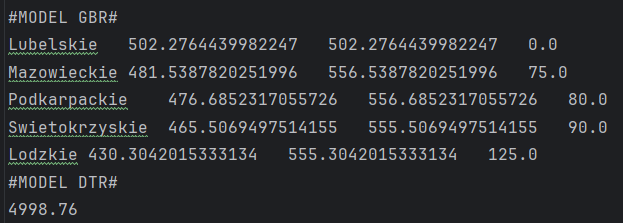 #MODEL GBR#
Lubelskie 502.2764439982247 502.2764439982247 0.0
Mazowieckie 481.5387820251996 556.5387820251996 75.0
Podkarpackie 476.6852317055726 556.6852317055726 80.0
Swietokrzyskie 465.5069497514155 555.5069497514155 90.0
Lodzkie 430.3042015333134 555.3042015333134 125.0
#MODEL DTR#
4998.76